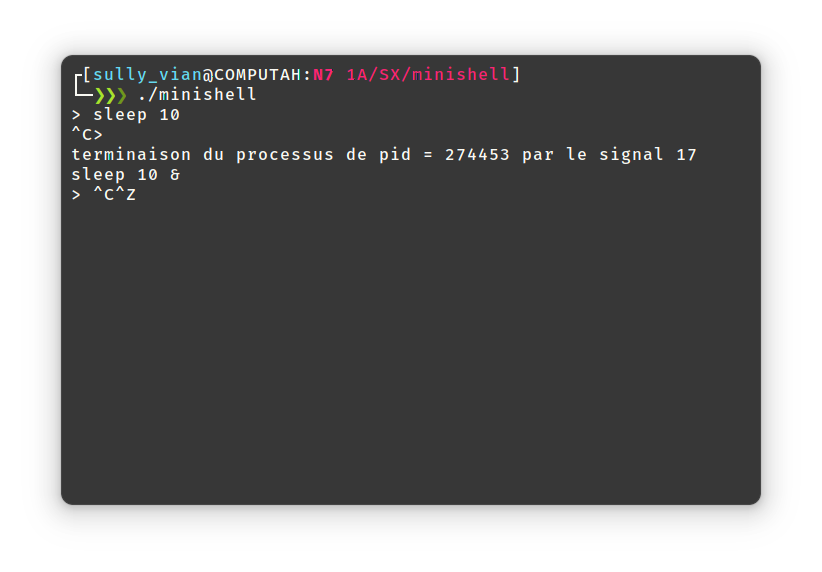 ┌[sully_vian@COMPUTAH:N7 1A/SX/minishell]
└─❯❯❯ ./minishell
> sleep 10
^C>
terminaison du processus de pid = 274453 par le signal 17
sleep 10 &
> ^C^Z